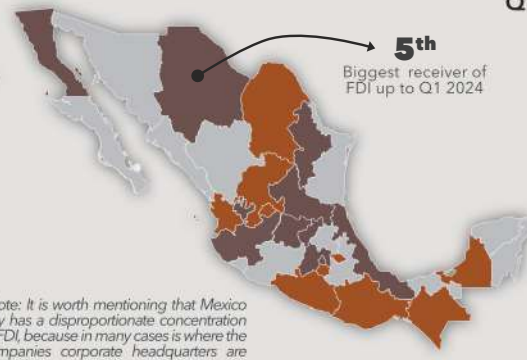 Q
5th
Biggest receiver of
FDI up to Q1 2024
ote: It is worth mentioning that Mexico
y has a disproportionate concentration
FDI, because in many cases is where the
mpanies corporate headquarters are